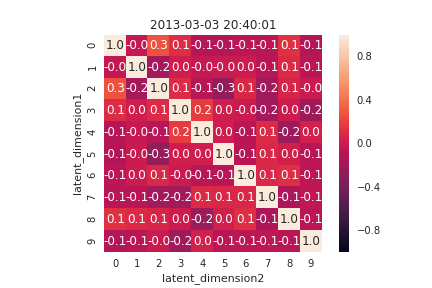 2013-03-03 20:40:01
latent_dimension1
0 1.0 -0.0 0.3 0.1 -0.1 -0.1 -0.1 -0.1 0.1 -0.1
1 -0.0 1.0 -0.2 0.0 -0.0 -0.0 0.0 -0.1 0.1 -0.1
2 0.3 -0.2 1.0 0.1 -0.1 -0.3 0.1 -0.2 0.1 -0.0
3 0.1 0.0 0.1 1.0 0.2 0.0 -0.0 -0.2 0.0 -0.2
4 -0.1 -0.0 -0.1 0.2 1.0 0.0 -0.1 0.1 -0.2 0.0
5 -0.1 -0.0 -0.3 0.0 0.0 1.0 -0.1 0.1 0.0 -0.1
6 -0.1 0.0 0.1 -0.0 -0.1 -0.1 1.0 0.1 0.1 -0.1
7 -0.1 -0.1 -0.2 -0.2 0.1 0.1 0.1 1.0 -0.1 -0.1
8 0.1 0.1 0.1 0.0 -0.2 0.0 0.1 -0.1 1.0 -0.1
9 -0.1 -0.1 -0.0 -0.2 0.0 -0.1 -0.1 -0.1 -0.1 1.0
0 1 2 3 4 5 6 7 8 9
latent_dimension2
0.8
0.4
0.0
−0.4
−0.8